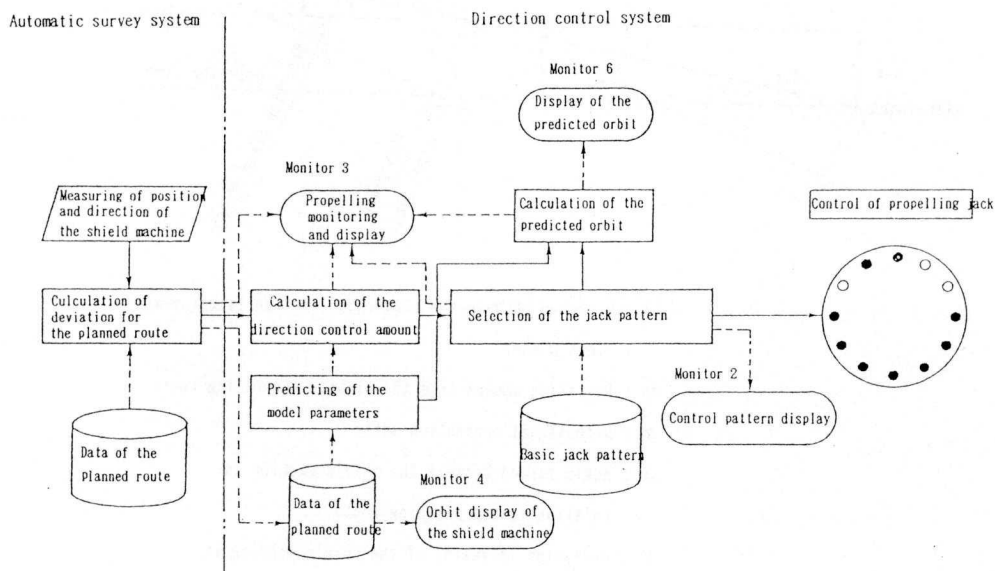 Automatic survey system
Direction control system
Monitor 6
Display of the
predicted orbit
Monitor 3
Measuring of position
and direction of
the shield machine
Propelling
monitoring
and display
Calculation of the
predicted orbit
Control of propelling jack
Culculation of
deviation for
the planned route
Calculation of the
direction control amount
Selection of the jack pattern
Predicting of the
model parameters
Monitor 2
Control pattern display
Data of the
Planned route
Basic jack pattern
Monitor 4
Data of the
planned route
Orbit display of
the shield machine